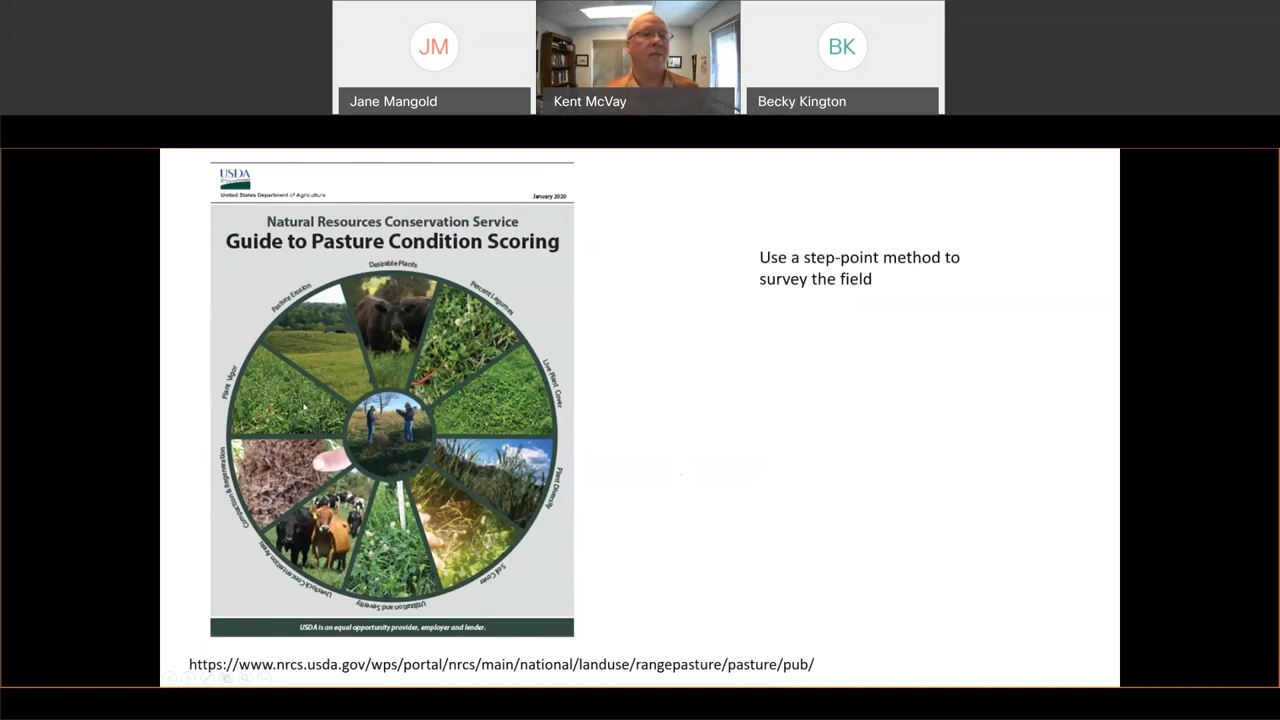 JM
BK
Jane Mangold
Kent McVay
Becky Kington
USDA
United States Department of Agriculture
January 2020
Natural Resources Conservation Service
Guide to Pasture Condition Scoring
Desirable Plants
Percent Legumes
Live Plant Cover
Plant Diversity
Soil Cover
Utilization and Severity
Livestock Concentration Areas
Compaction & Regeneration
Plant Vigor
Pasture Erosion
USDA is an equal opportunity provider, employer and lender.
Use a step-point method to
survey the field
https://www.nrcs.usda.gov/wps/portal/nrcs/main/national/landuse/rangepasture/pasture/pub/